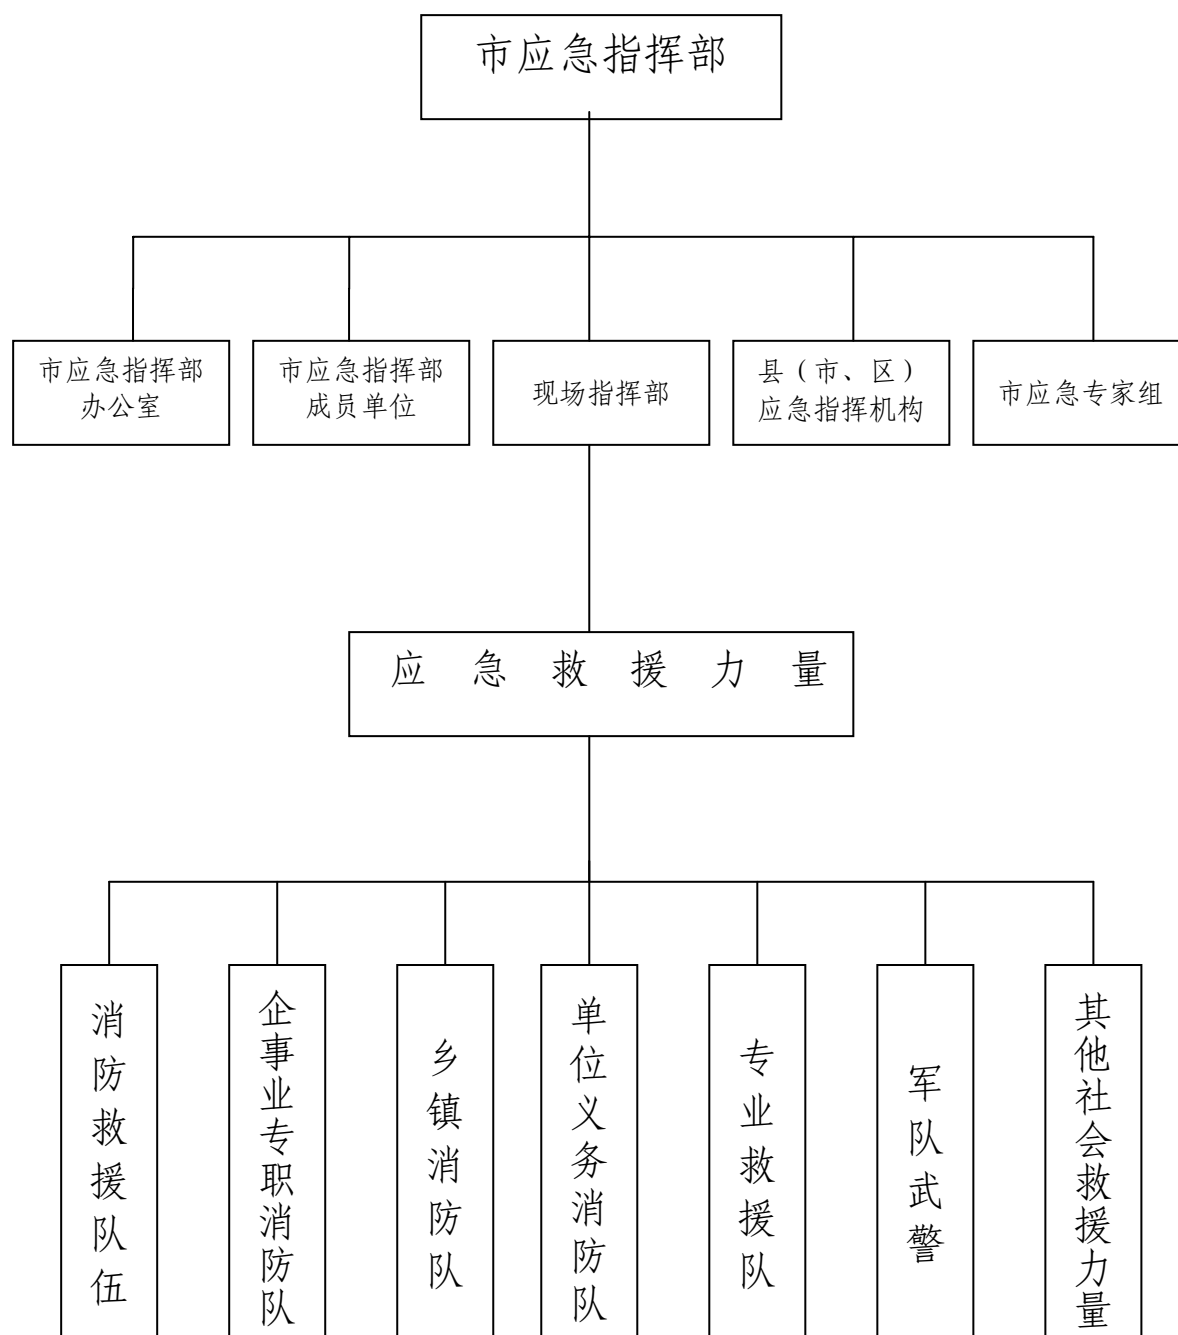 市应急指挥部
市应急指挥部
办公室
市应急指挥部
成员单位
现场指挥部
县（市、区）
应急指挥机构
市应急专家组
应急救援力量
消防救援队伍
企事业专职消防队
乡镇消防队
单位义务消防队
专业救援队
军队武警
其他社会救援力量